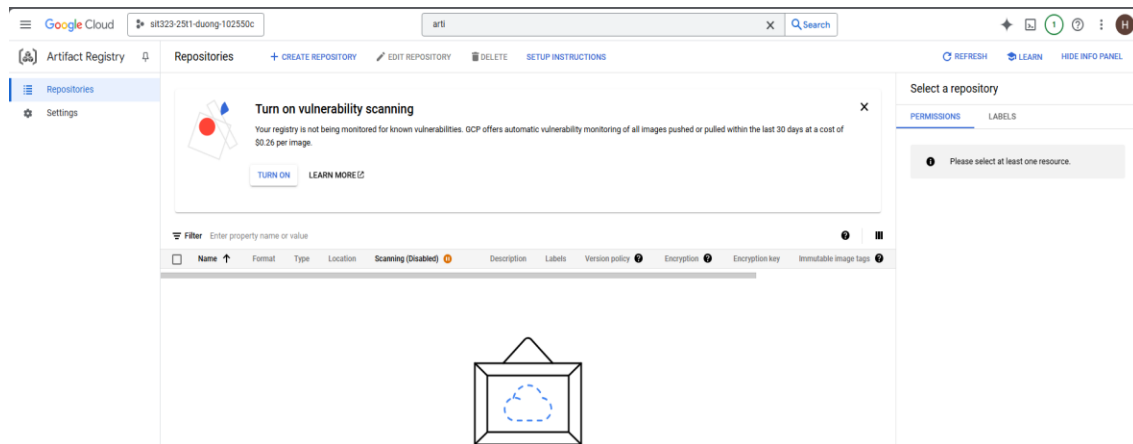 Google Cloud
sit323-25t1-duong-102550c
arti
Search
1
H
Artifact Registry
Repositories
CREATE REPOSITORY
EDIT REPOSITORY
DELETE
SETUP INSTRUCTIONS
REFRESH
LEARN
HIDE INFO PANEL
Repositories
Settings
Turn on vulnerability scanning
Your registry is not being monitored for known vulnerabilities. GCP offers automatic vulnerability monitoring of all images pushed or pulled within the last 30 days at a cost of
$0.26 per image.
TURN ON
LEARN MORE
Select a repository
PERMISSIONS
LABELS
Please select at least one resource.
Filter Enter property name or value
Name Format Type Location Scanning (Disabled) Description Labels Version policy Encryption Encryption key Immutable image tags